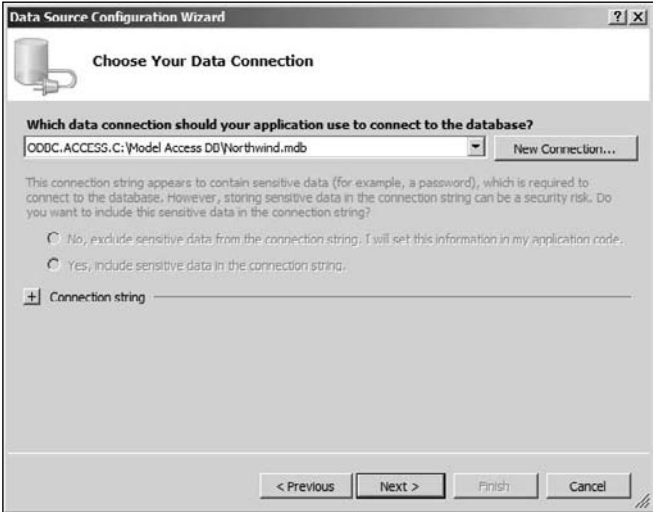 Data Source Configuration Wizard
Choose Your Data Connection
Which data connection should your application use to connect to the database?
ODBC.ACCESS.C:\Model Access DB\Northwind.mdb
New Connection...
This connection string appears to contain sensitive data (for example, a password), which is required to
connect to the database. However, storing sensitive data in the connection string can be a security risk. Do
you want to include this sensitive data in the connection string?
No, exclude sensitive data from the connection string. I will set this information in my application code.
Yes, include sensitive data in the connection string.
Connection string
< Previous
Next >
Finish
Cancel